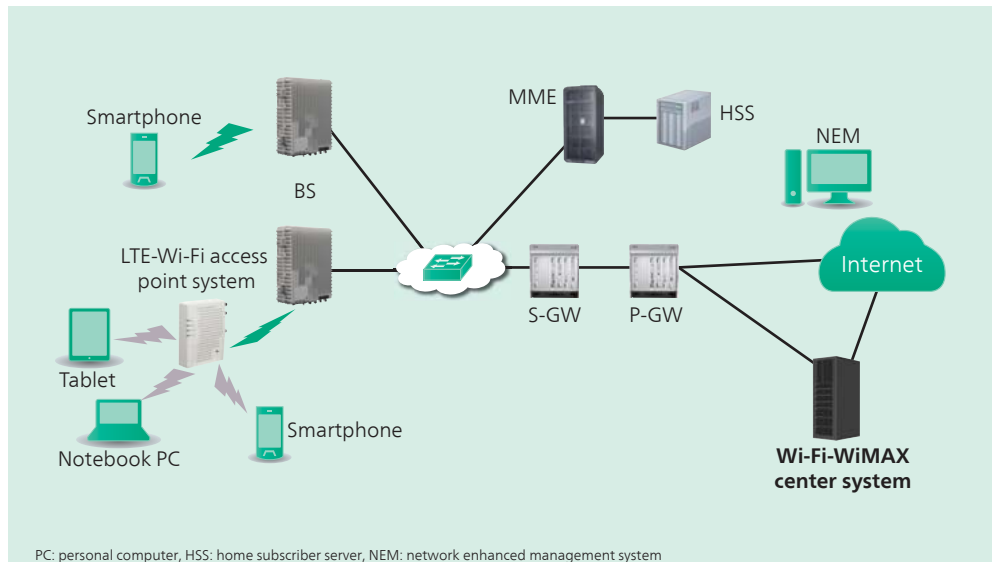 MME
HSS
Smartphone
NEM
BS
LTE-Wi-Fi access
point system
Internet
S-GW
P-GW
Tablet
Smartphone
Notebook PC
Wi-Fi-WiMAX
center system
PC: personal computer, HSS: home subscriber server, NEM: network enhanced management system